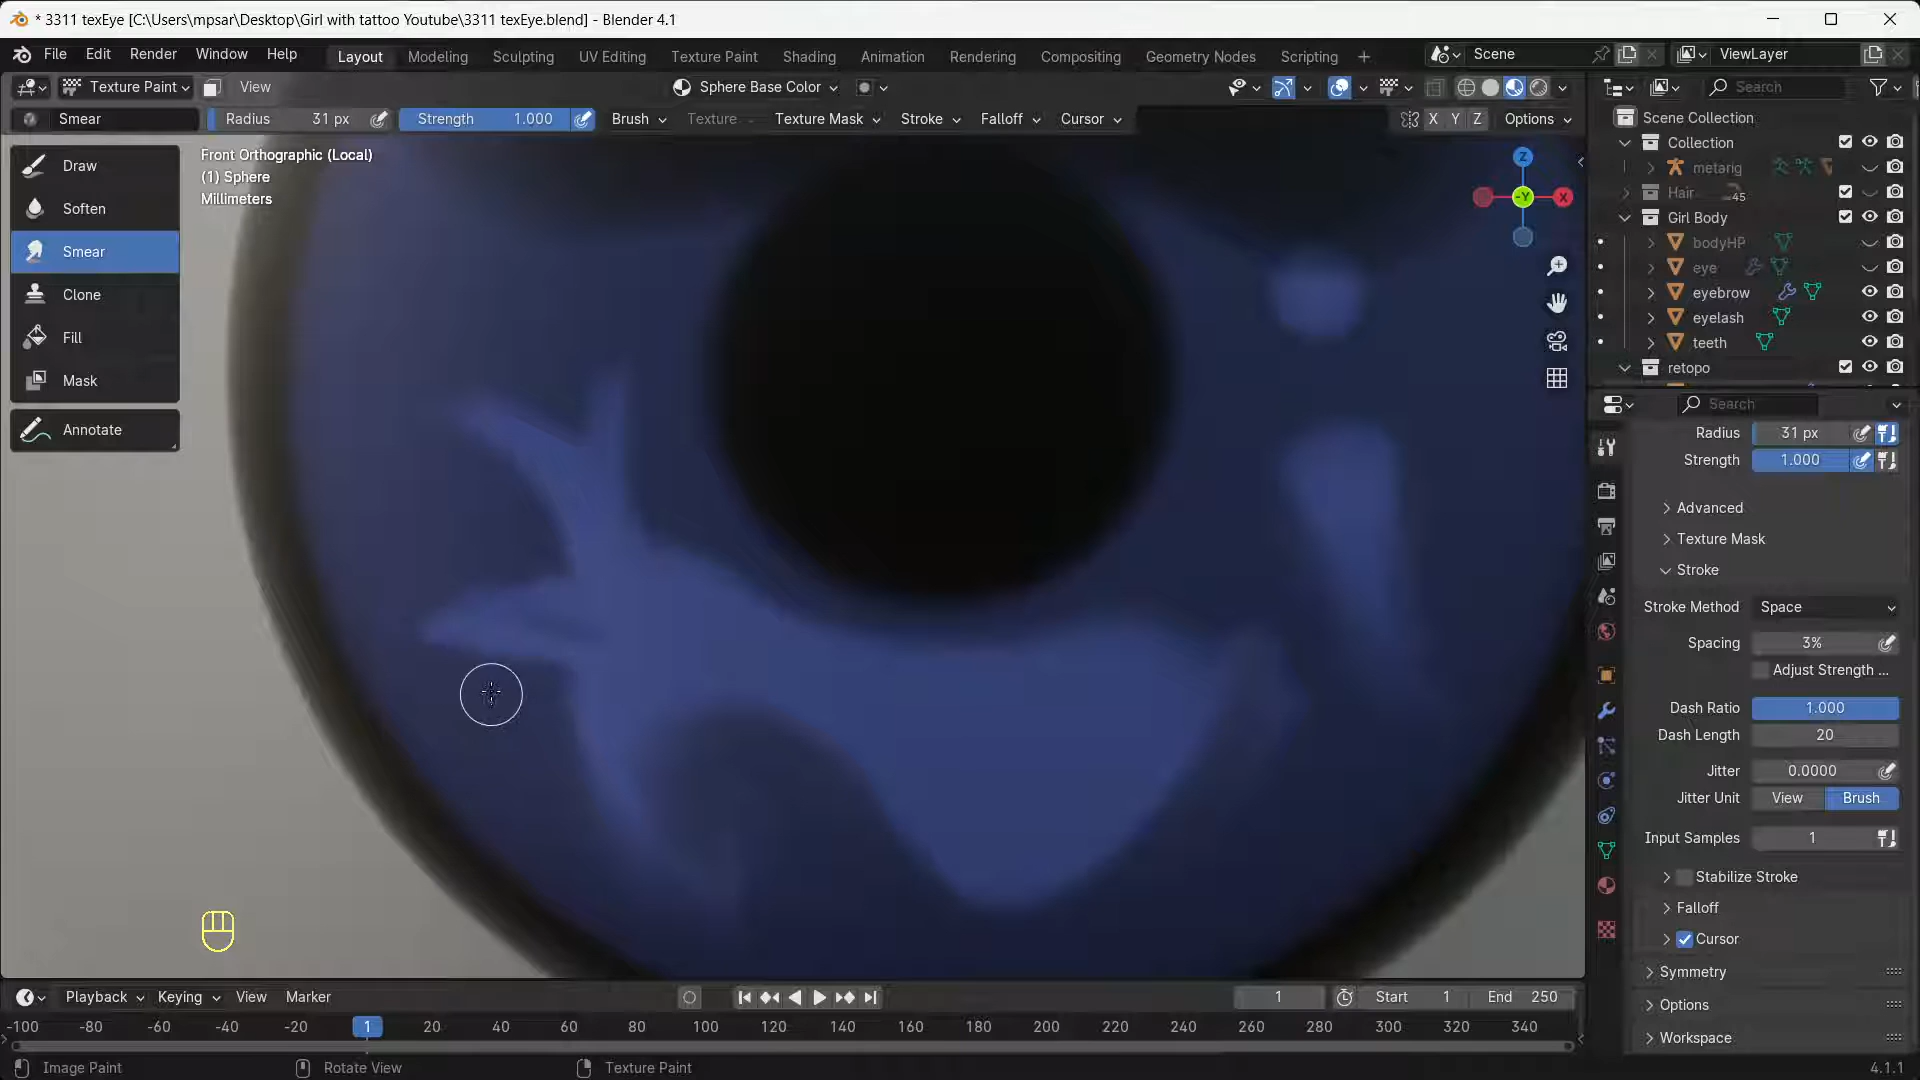 * 3311 texEye [C:\Users\mpsar\Desktop\Girl with tattoo Youtube\3311 texEye.blend] - Blender 4.1
File Edit Render Window Help Layout Modeling Sculpting UV Editing Texture Paint Shading Animation Rendering Compositing Geometry Nodes Scripting + Scene ViewLayer
Texture Paint View Sphere Base Color Search
Smear Radius 31 px Strength 1.000 Brush Texture Texture Mask Stroke Falloff Cursor X Y Z Options
Scene Collection
Collection
metarig
Hair 45
Girl Body
bodyHP
eye
eyebrow
eyelash
teeth
retopo
Draw
Soften
Smear
Clone
Fill
Mask
Annotate
Front Orthographic (Local)
(1) Sphere
Millimeters
Z
-Y X
Search
Radius 31 px
Strength 1.000
Advanced
Texture Mask
Stroke
Stroke Method Space
Spacing 3%
Adjust Strength ...
Dash Ratio 1.000
Dash Length 20
Jitter 0.0000
Jitter Unit View Brush
Input Samples 1
Stabilize Stroke
Falloff
Cursor
Symmetry
Options
Workspace
Playback Keying View Marker 1 Start 1 End 250
-100 -80 -60 -40 -20 1 20 40 60 80 100 120 140 160 180 200 220 240 260 280 300 320 340
Image Paint Rotate View Texture Paint 4.1.1